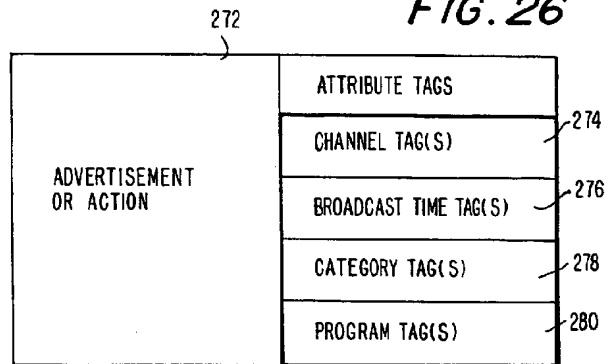 FIG. 26
272
ADVERTISEMENT
OR ACTION
ATTRIBUTE TAGS
CHANNEL TAG(S)
274
BROADCAST TIME TAG(S)
276
CATEGORY TAG(S)
278
PROGRAM TAG(S)
280